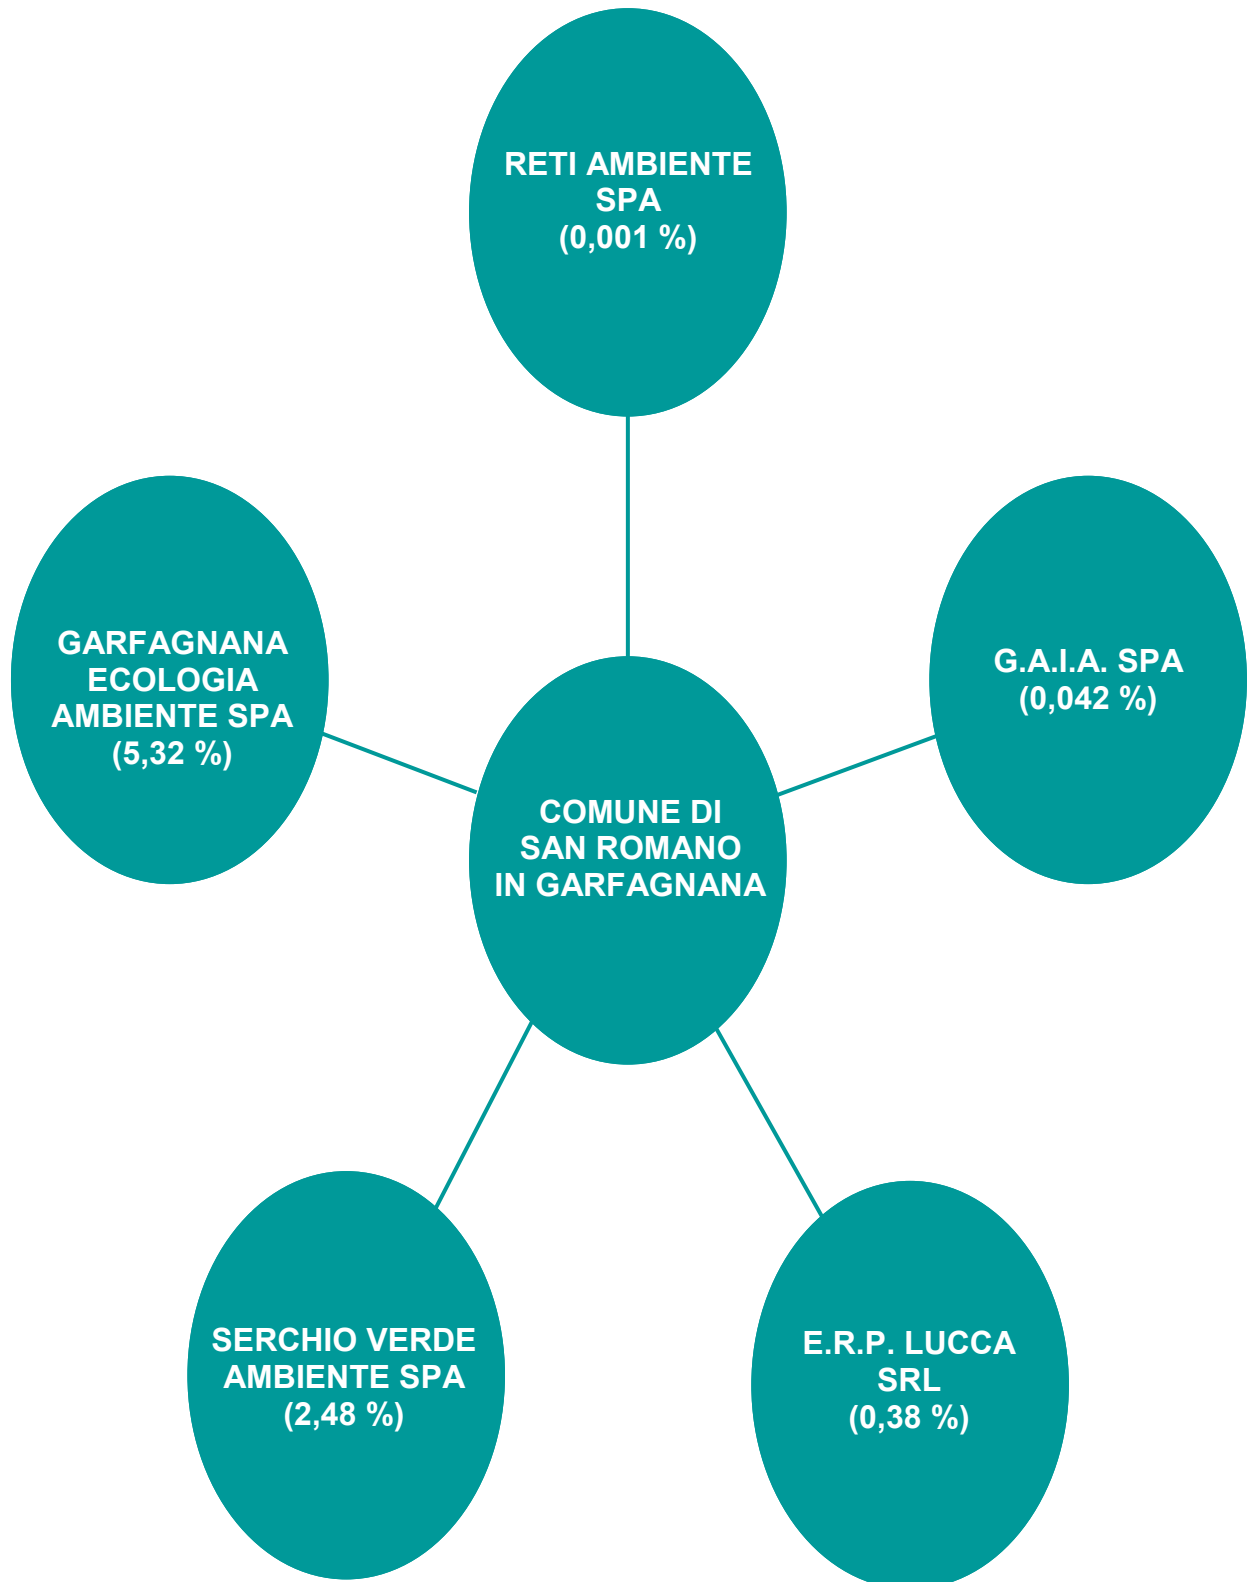 RETI AMBIENTE
SPA
(0,001 %)
GARFAGNANA
ECOLOGIA
AMBIENTE SPA
(5,32 %)
G.A.I.A. SPA
(0,042 %)
COMUNE DI
SAN ROMANO
IN GARFAGNANA
SERCHIO VERDE
AMBIENTE SPA
(2,48 %)
E.R.P. LUCCA
SRL
(0,38 %)